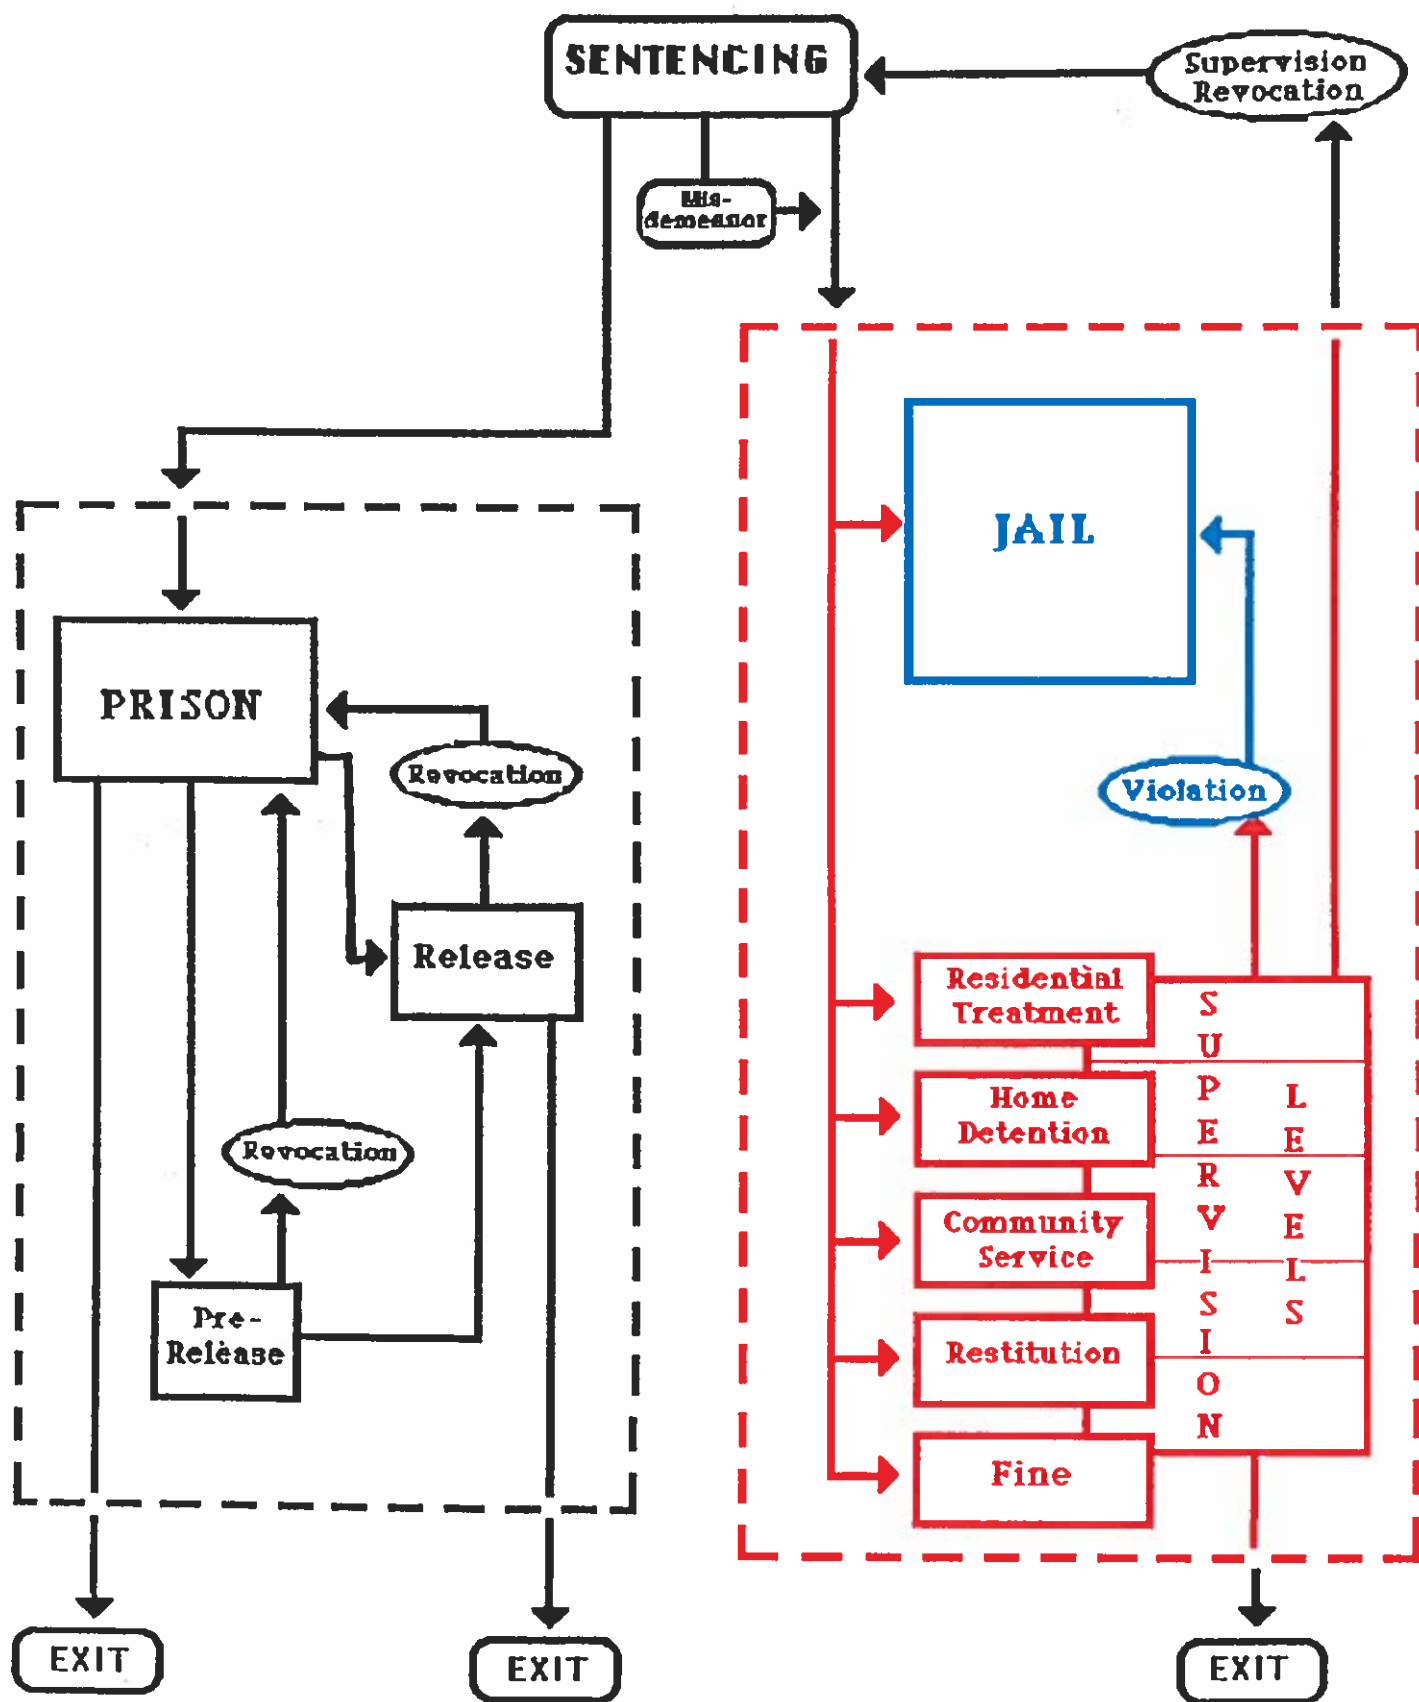 SENTENCING
Supervision
Revocation
Mis-
demeanor
JAIL
PRISON
Revocation
Violation
Release
Residential
Treatment
Home
Detention
Community
Service
Restitution
Fine
SUPERVISION
LEVELS
Revocation
Pre-
Release
EXIT
EXIT
EXIT